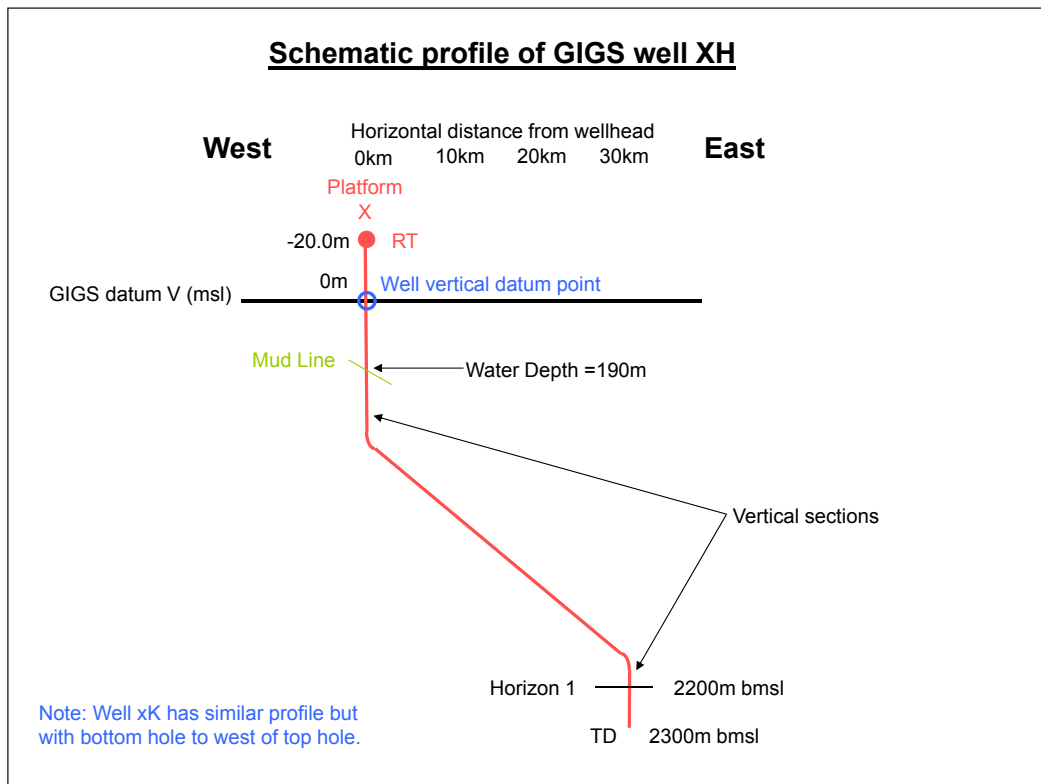 Schematic profile of GIGS well XH
Horizontal distance from wellhead
West
East
0km 10km 20km 30km
Platform
X
-20.0m
RT
0m
Well vertical datum point
GIGS datum V (msl)
Mud Line
Water Depth =190m
Vertical sections
Horizon 1
2200m bmsl
Note: Well xK has similar profile but
with bottom hole to west of top hole.
TD
2300m bmsl